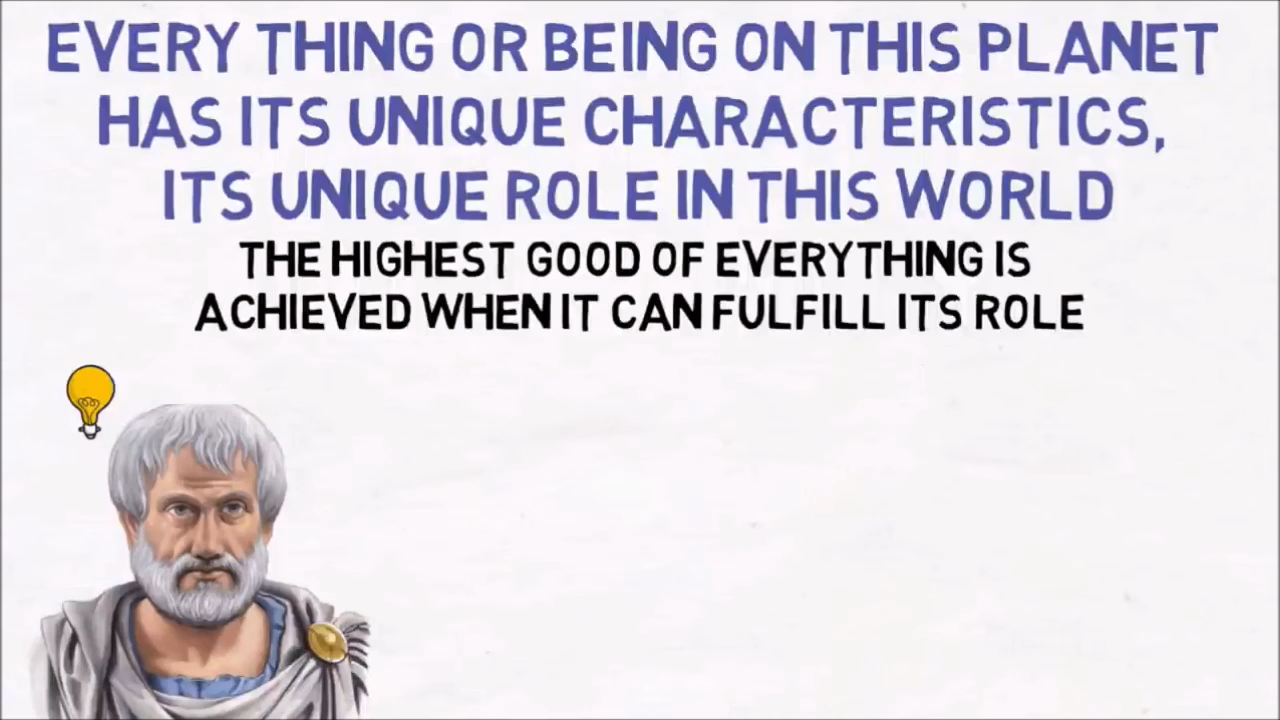 EVERY THING OR BEING ON THIS PLANET
HAS ITS UNIQUE CHARACTERISTICS,
ITS UNIQUE ROLE IN THIS WORLD
THE HIGHEST GOOD OF EVERYTHING IS
ACHIEVED WHEN IT CAN FULFILL ITS ROLE